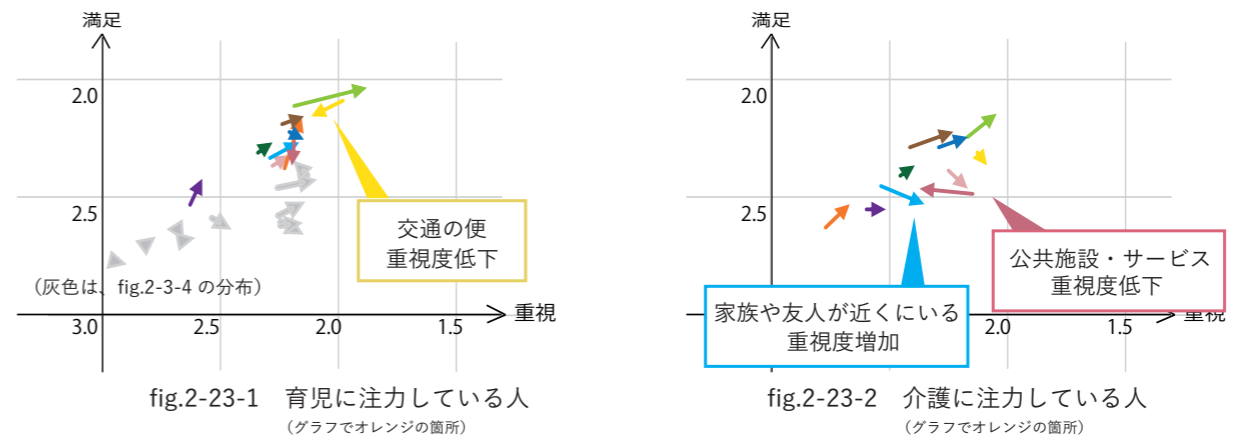 満足
2.0
2.5
交通の便
重視度低下
（灰色は、fig.2-3-4 の分布）
重視
3.0
2.5
2.0
1.5
fig.2-23-1　育児に注力している人
（グラフでオレンジの箇所）
満足
2.0
2.5
公共施設・サービス
重視度低下
家族や友人が近くにいる
重視度増加
重視
2.0
1.5
fig.2-23-2　介護に注力している人
（グラフでオレンジの箇所）